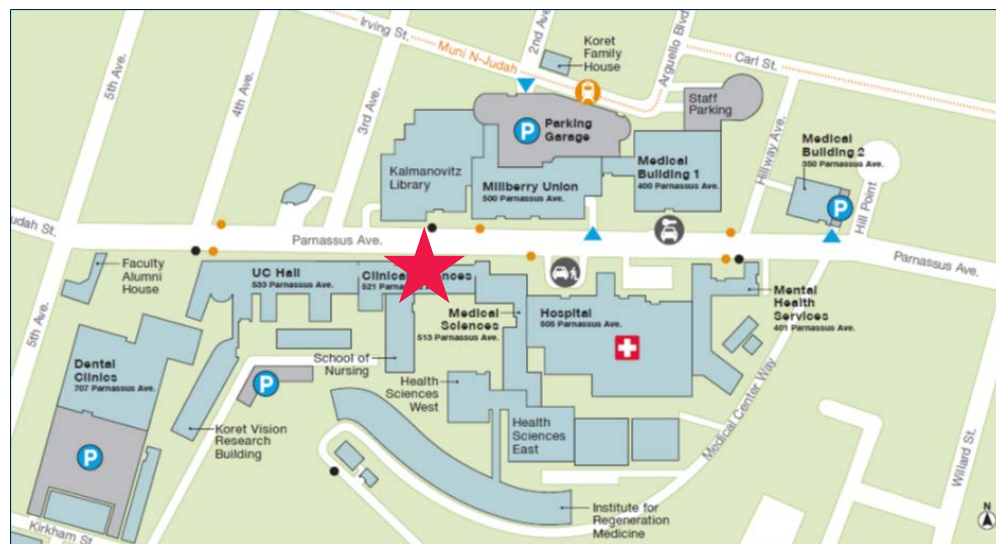 Irving St.
Muni N-Judah
2nd Ave.
Koret
Family
House
Arguello Blvd
Carl St.
5th Ave.
4th Ave.
3rd Ave.
Staff
Parking
P
Parking
Garage
Kalmanovitz
Library
Millberry Union
500 Parnassus Ave.
Medical
Building 1
400 Parnassus Ave.
Hillway Ave.
Medical
Building 2
350 Parnassus Ave.
P
Hill Point
Judah St.
Parnassus Ave.
Parnassus Ave.
Faculty
Alumni
House
UC Hall
533 Parnassus Ave.
521
Medical
Sciences
513 Parnassus Ave.
Hospital
505 Parnassus Ave.
Mental
Health
Services
401 Parnassus Ave.
5th Ave.
Dental
Clinics
707 Parnassus Ave.
School of
Nursing
P
Health
Sciences
West
Koret Vision
Research
Building
Health
Sciences
East
Medical Center Way
Willard St.
P
Institute for
Regeneration
Medicine
Kirkham St.
N